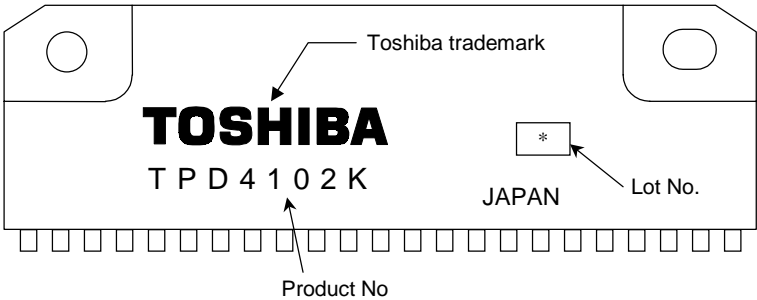 Toshiba trademark
TOSHIBA
*
TPD4102K
JAPAN
Lot No.
Product No